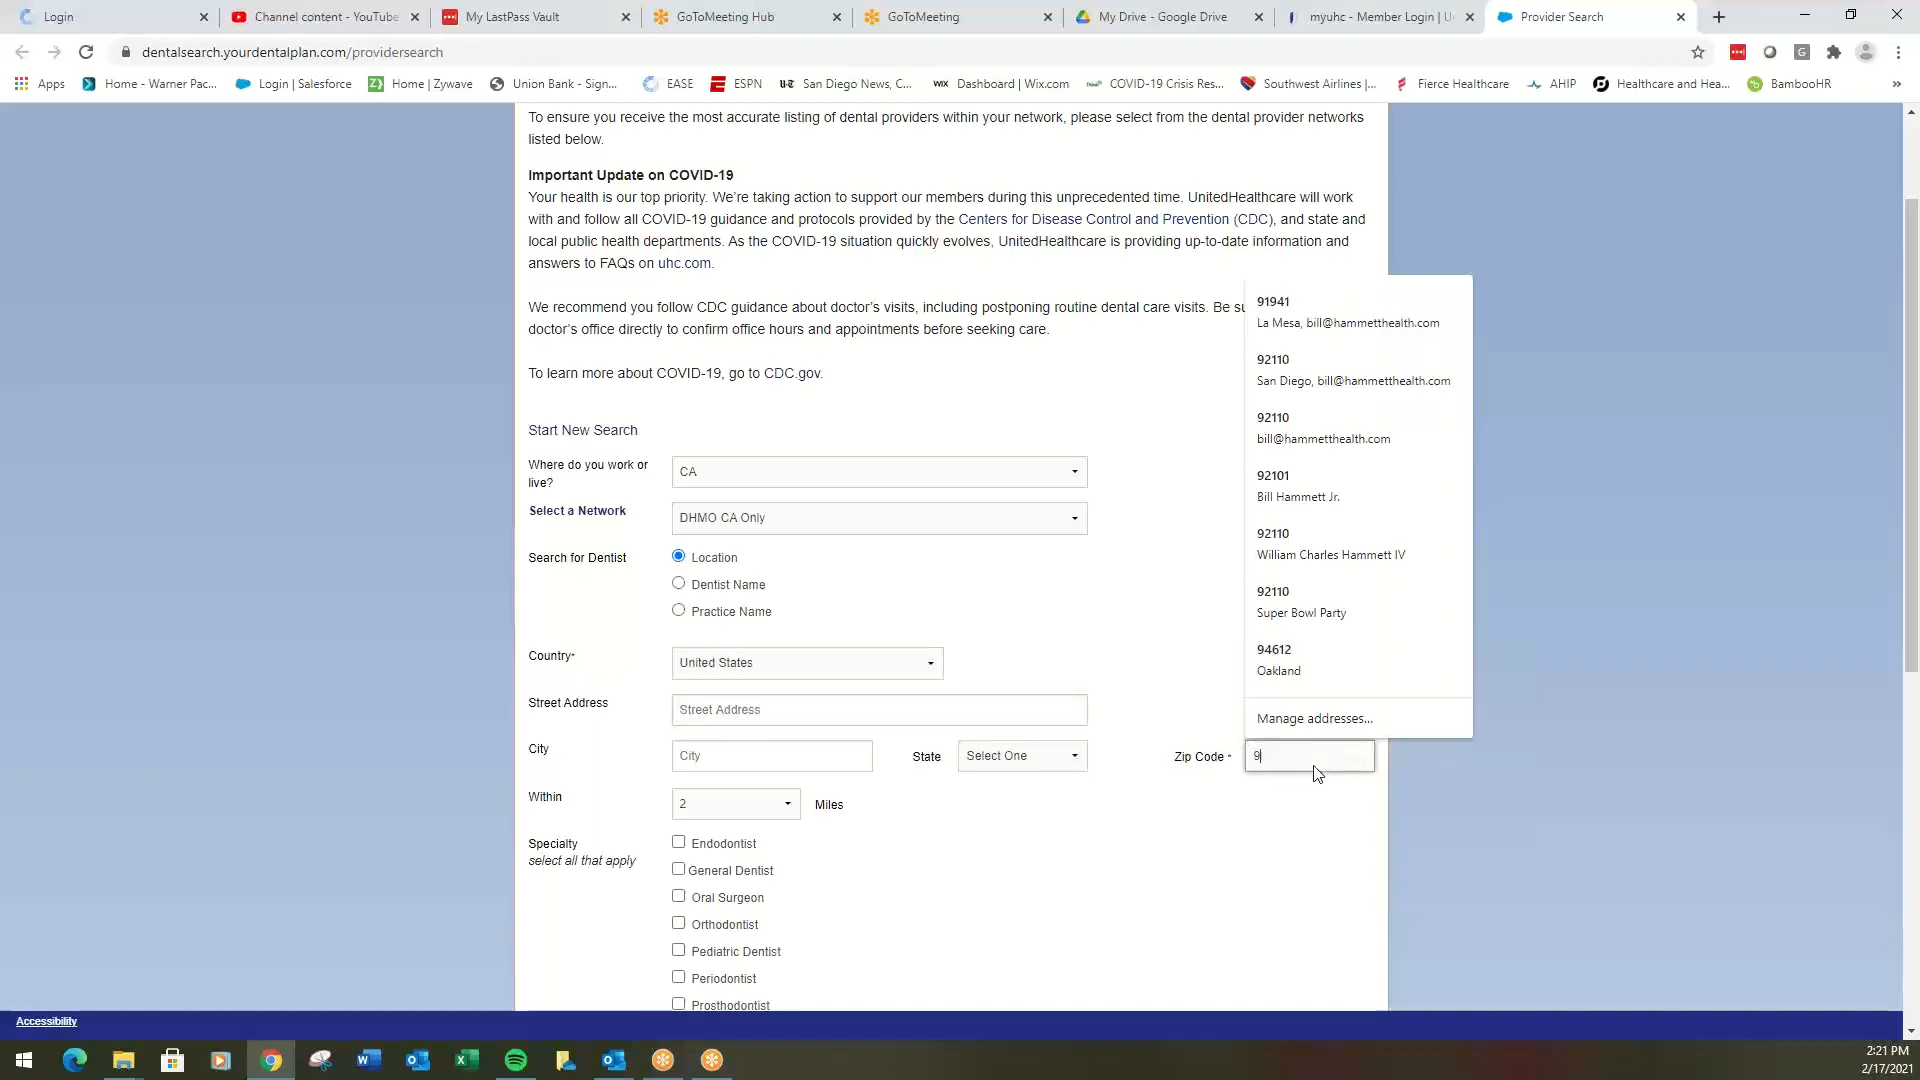 Login
Channel content - YouTube
My LastPass Vault
GoToMeeting Hub
GoToMeeting
My Drive - Google Drive
myuhc - Member Login | U
Provider Search
dentalsearch.yourdentalplan.com/providersearch
Apps
Home - Warner Pac...
Login | Salesforce
Home | Zywave
Union Bank - Sign...
EASE
ESPN
San Diego News, C...
WIX Dashboard | Wix.com
COVID-19 Crisis Res...
Southwest Airlines |...
Fierce Healthcare
AHIP
Healthcare and Hea...
BambooHR
»
To ensure you receive the most accurate listing of dental providers within your network, please select from the dental provider networks
listed below.
Important Update on COVID-19
Your health is our top priority. We're taking action to support our members during this unprecedented time. UnitedHealthcare will work
with and follow all COVID-19 guidance and protocols provided by the Centers for Disease Control and Prevention (CDC), and state and
local public health departments. As the COVID-19 situation quickly evolves, UnitedHealthcare is providing up-to-date information and
answers to FAQs on uhc.com.
We recommend you follow CDC guidance about doctor's visits, including postponing routine dental care visits. Be su
doctor's office directly to confirm office hours and appointments before seeking care.
To learn more about COVID-19, go to CDC.gov.
Start New Search
Where do you work or
live?
CA
Select a Network
DHMO CA Only
Search for Dentist
Location
Dentist Name
Practice Name
Country*
United States
Street Address
Street Address
City
City
State
Select One
Zip Code *
9
Within
2
Miles
Specialty
select all that apply
Endodontist
General Dentist
Oral Surgeon
Orthodontist
Pediatric Dentist
Periodontist
Prosthodontist
91941
La Mesa, bill@hammetthealth.com
92110
San Diego, bill@hammetthealth.com
92110
bill@hammetthealth.com
92101
Bill Hammett Jr.
92110
William Charles Hammett IV
92110
Super Bowl Party
94612
Oakland
Manage addresses...
Accessibility
2:21 PM
2/17/2021